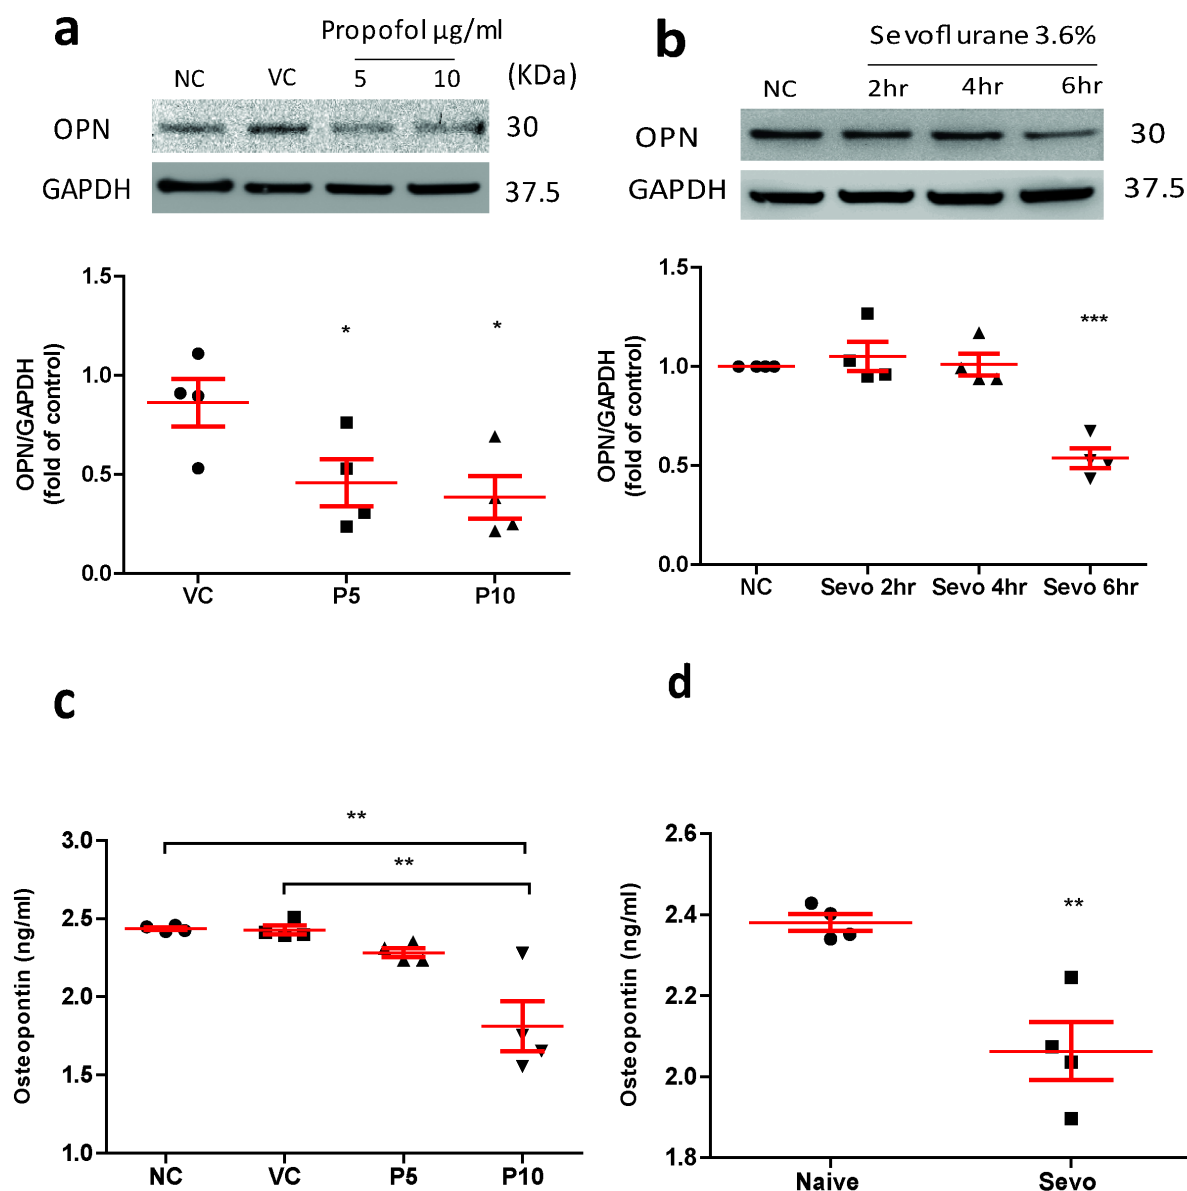 a
Propofol µg/ml
NC VC 5 10 (KDa)
OPN 30
GAPDH 37.5
1.5
1.0
0.5
0.0
OPN/GAPDH
(fold of control)
* *
VC P5 P10
b
Sevoflurane 3.6%
NC 2hr 4hr 6hr
OPN 30
GAPDH 37.5
1.5
1.0
0.5
0.0
OPN/GAPDH
(fold of control)
***
NC Sevo 2hr Sevo 4hr Sevo 6hr
c
3.0
2.5
2.0
1.5
1.0
Osteopontin (ng/ml)
**
**
NC VC P5 P10
d
2.6
2.4
2.2
2.0
1.8
Osteopontin (ng/ml)
**
Naive Sevo